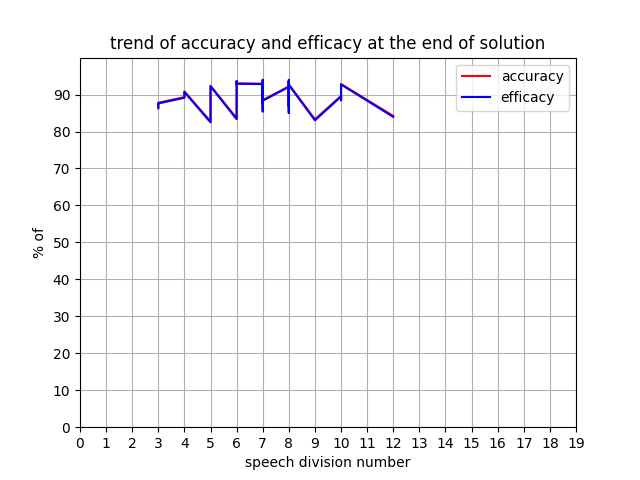 trend of accuracy and efficacy at the end of solution
accuracy
efficacy
90
80
70
60
50
40
30
20
10
0
% of
0 1 2 3 4 5 6 7 8 9 10 11 12 13 14 15 16 17 18 19
speech division number